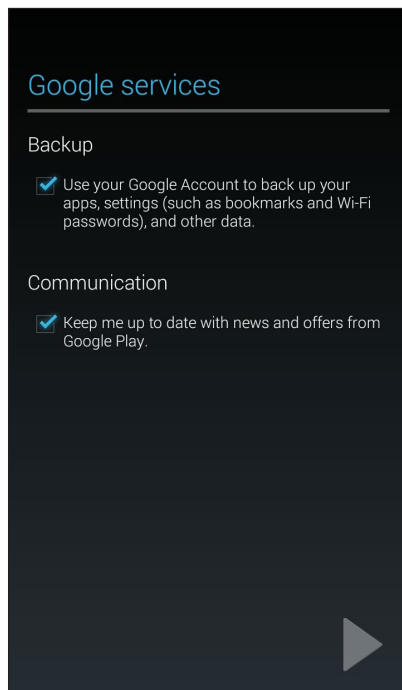 Google services
Backup
Use your Google Account to back up your
apps, settings (such as bookmarks and Wi-Fi
passwords), and other data.
Communication
Keep me up to date with news and offers from
Google Play.